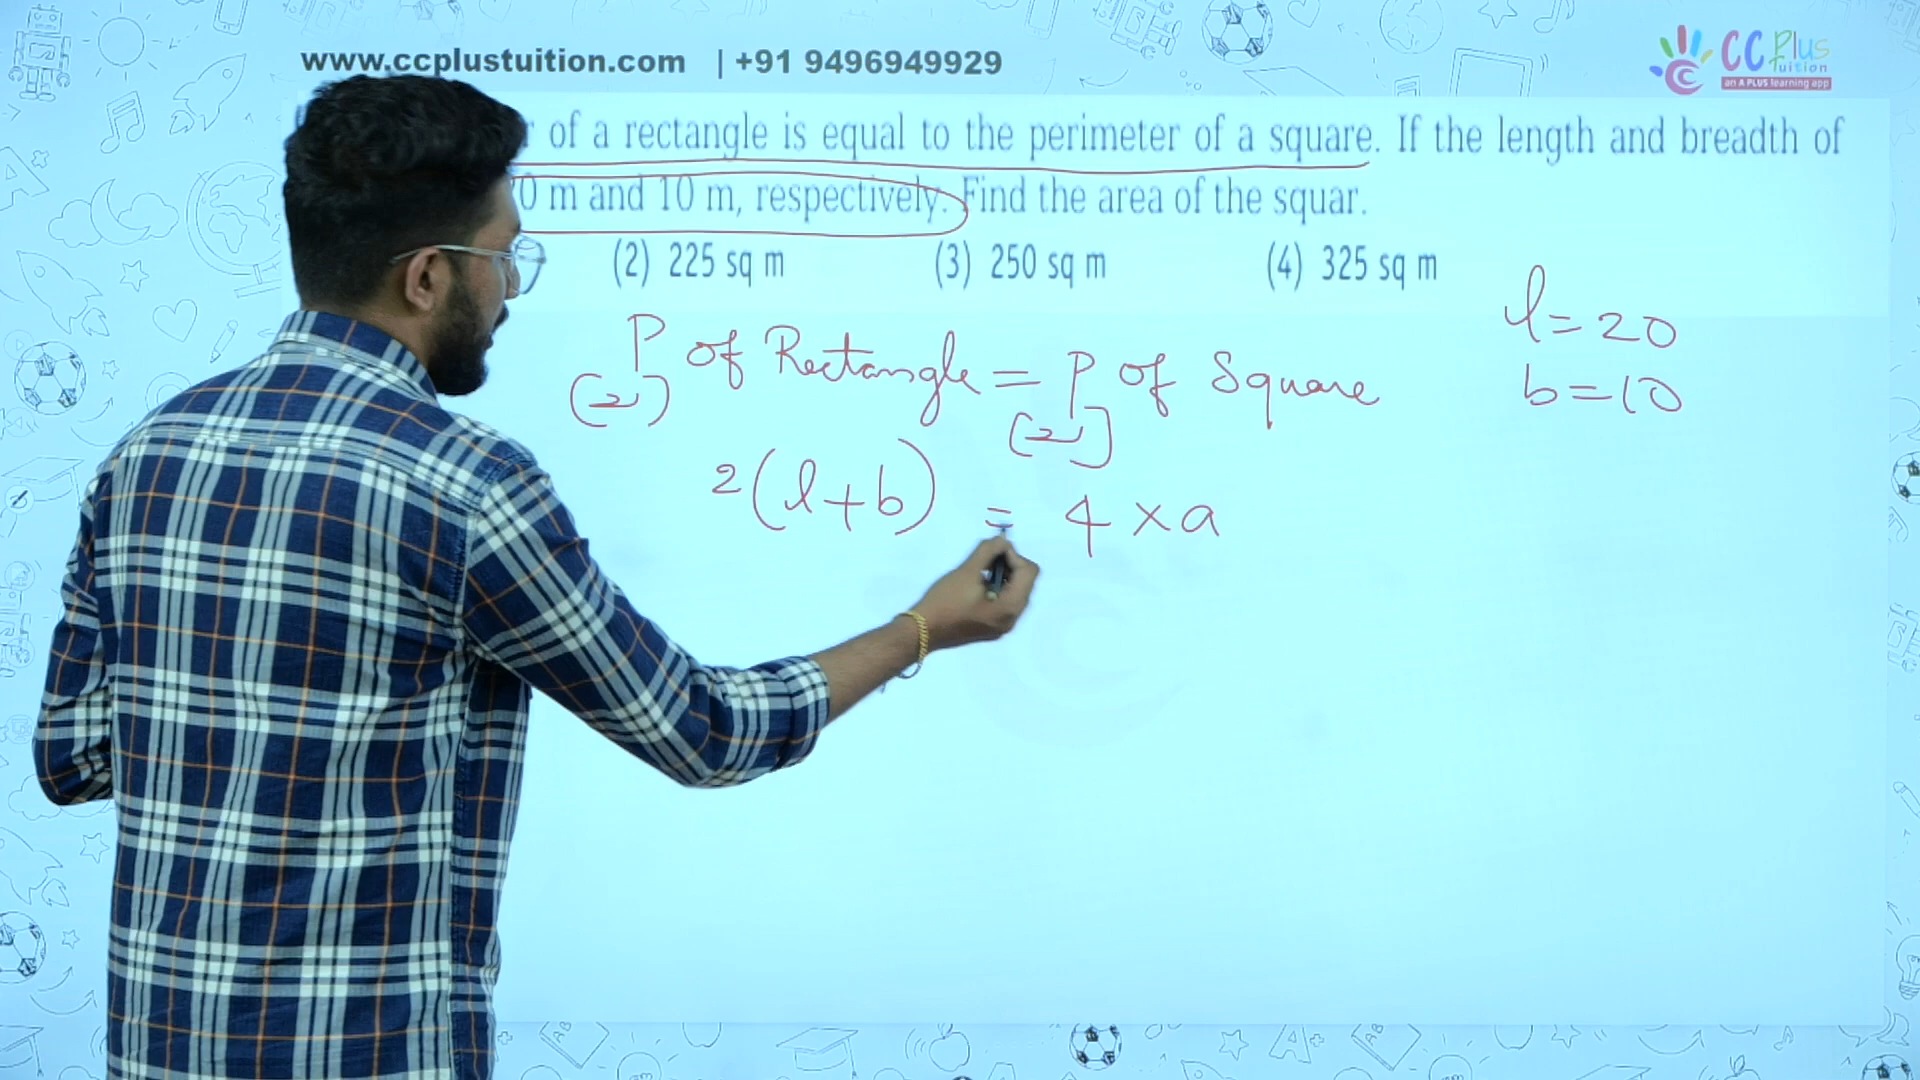 www.ccplustuition.com | +91 9496949929
CC Plus
Tuition
an A PLUS learning app
of a rectangle is equal to the perimeter of a square. If the length and breadth of
0 m and 10 m, respectively. Find the area of the squar.
(2) 225 sq m (3) 250 sq m (4) 325 sq m
l=20
P of Rectangle = P of Square
b=10
2(l+b) = 4 × a